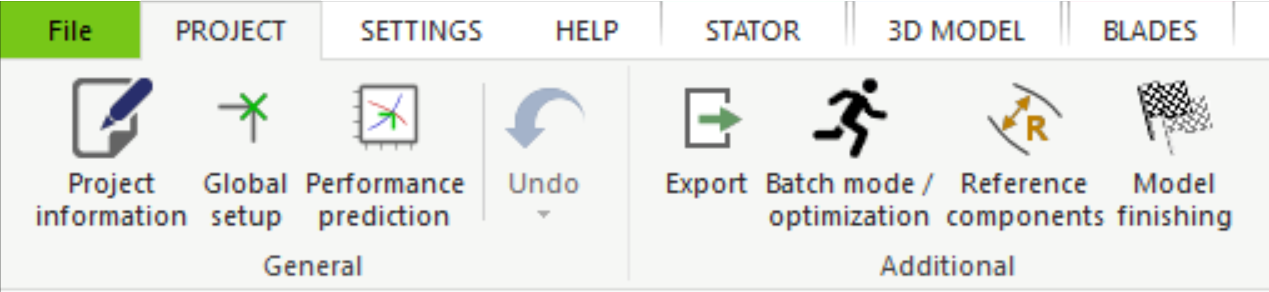 File PROJECT SETTINGS HELP STATOR 3D MODEL BLADES
R
Project Global Performance Undo Export Batch mode / Reference Model
information setup prediction optimization components finishing
General Additional